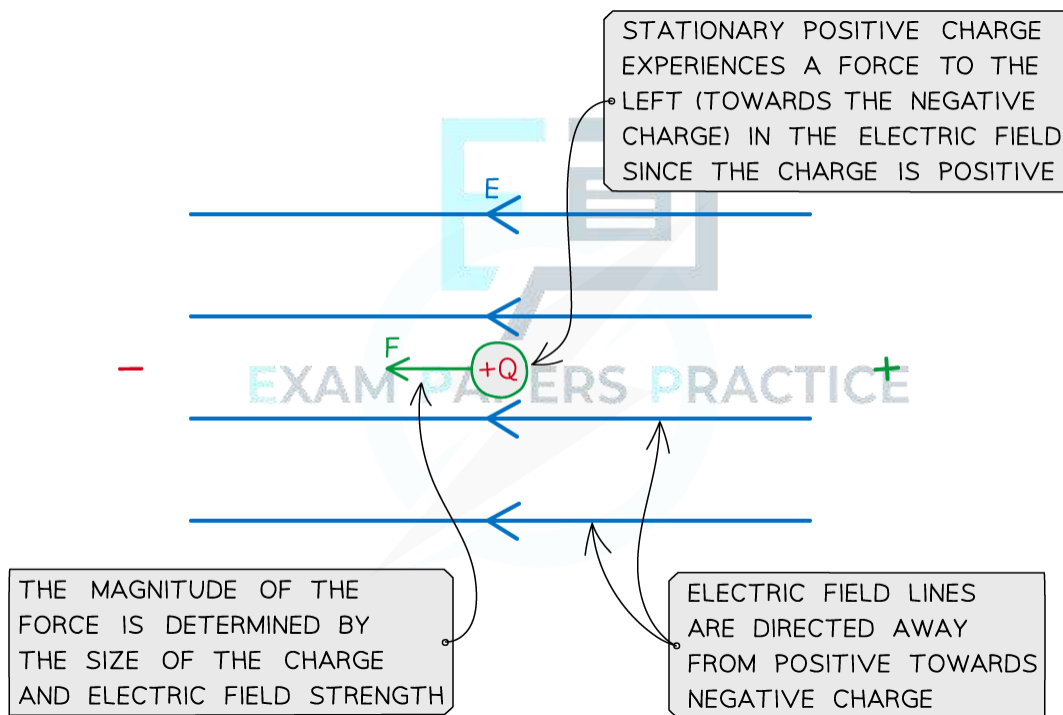 STATIONARY POSITIVE CHARGE
EXPERIENCES A FORCE TO THE
LEFT (TOWARDS THE NEGATIVE
CHARGE) IN THE ELECTRIC FIELD
SINCE THE CHARGE IS POSITIVE
E
F
- +Q +
EXAM PAPERS PRACTICE
THE MAGNITUDE OF THE
FORCE IS DETERMINED BY
THE SIZE OF THE CHARGE
AND ELECTRIC FIELD STRENGTH
ELECTRIC FIELD LINES
ARE DIRECTED AWAY
FROM POSITIVE TOWARDS
NEGATIVE CHARGE